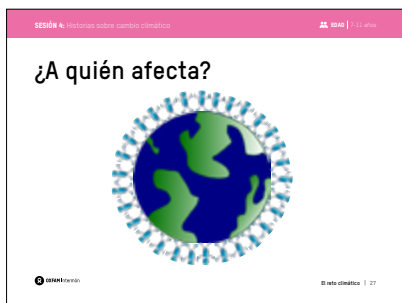 SESIÓN 4: Historias sobre cambio climático
EDAD | 7-11 años
¿A quién afecta?
OXFAM Intermón
El reto climático | 27